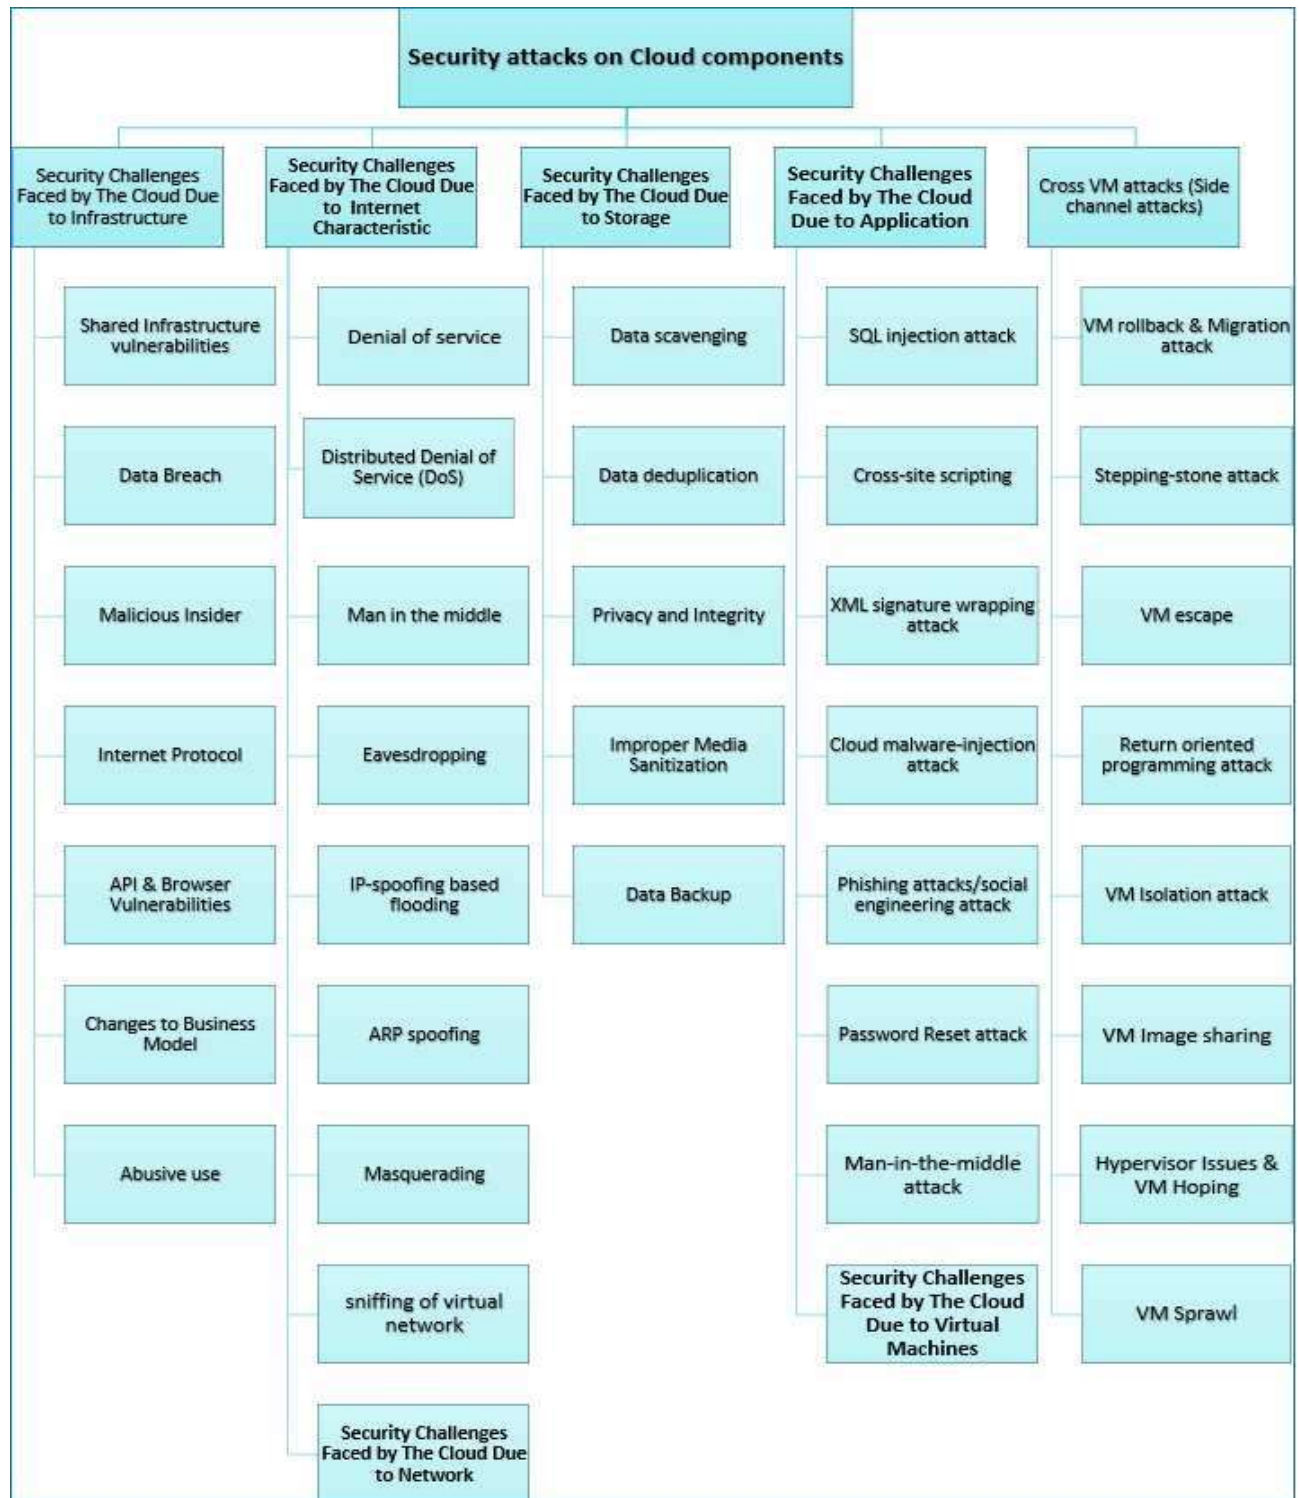 Security attacks on Cloud components
Security Challenges
Faced by The Cloud Due
to Infrastructure
Shared Infrastructure
vulnerabilities
Data Breach
Malicious Insider
Internet Protocol
API & Browser
Vulnerabilities
Changes to Business
Model
Abusive use
Security Challenges
Faced by The Cloud Due
to Internet
Characteristic
Denial of service
Distributed Denial of
Service (DoS)
Man in the middle
Eavesdropping
IP-spoofing based
flooding
ARP spoofing
Masquerading
sniffing of virtual
network
Security Challenges
Faced by The Cloud Due
to Network
Security Challenges
Faced by The Cloud Due
to Storage
Data scavenging
Data deduplication
Privacy and Integrity
Improper Media
Sanitization
Data Backup
Security Challenges
Faced by The Cloud
Due to Application
SQL injection attack
Cross-site scripting
XML signature wrapping
attack
Cloud malware-injection
attack
Phishing attacks/social
engineering attack
Password Reset attack
Man-in-the-middle
attack
Security Challenges
Faced by The Cloud
Due to Virtual
Machines
Cross VM attacks (Side
channel attacks)
VM rollback & Migration
attack
Stepping-stone attack
VM escape
Return oriented
programming attack
VM Isolation attack
VM Image sharing
Hypervisor Issues &
VM Hoping
VM Sprawl